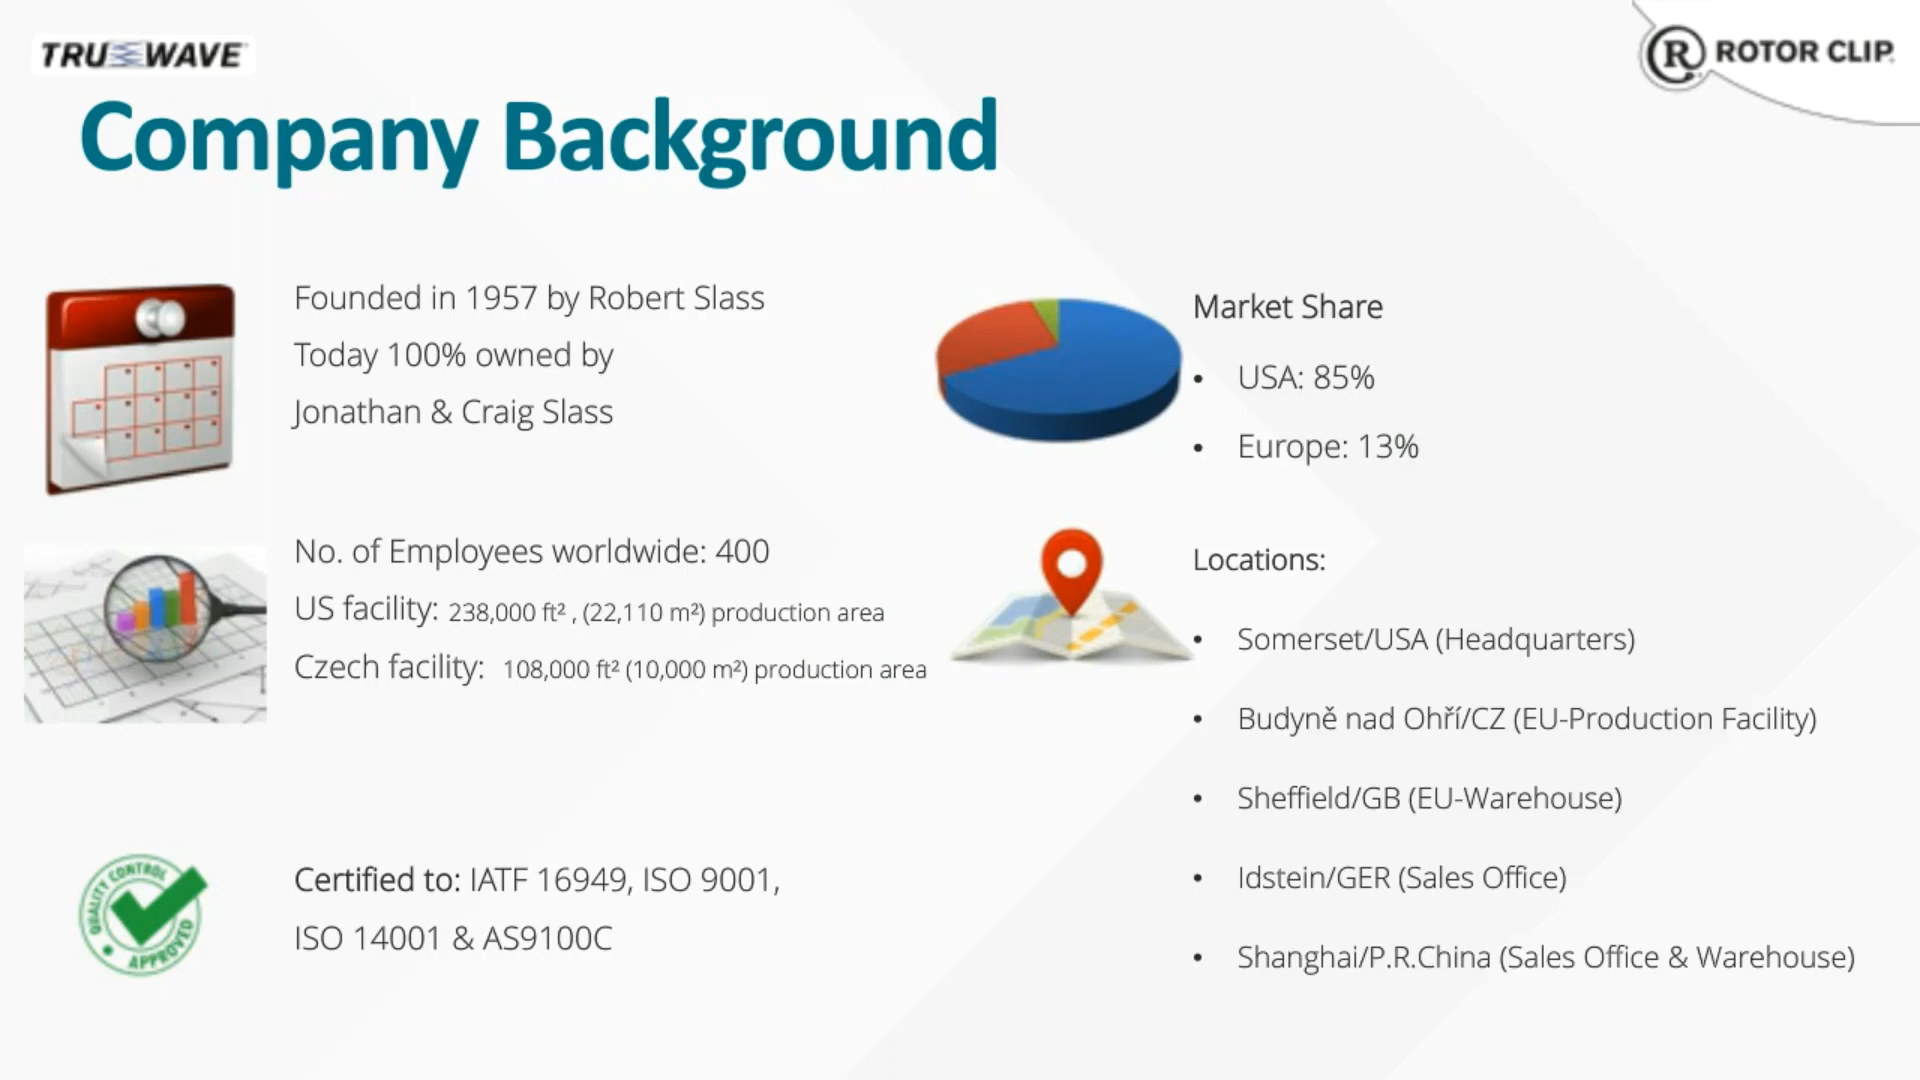 TRUWAVE
ROTOR CLIP
Company Background
Founded in 1957 by Robert Slass
Today 100% owned by
Jonathan & Craig Slass
No. of Employees worldwide: 400
US facility: 238,000 ft² , (22,110 m²) production area
Czech facility: 108,000 ft² (10,000 m²) production area
QUALITY CONTROL
APPROVED
Certified to: IATF 16949, ISO 9001,
ISO 14001 & AS9100C
Market Share
• USA: 85%
• Europe: 13%
Locations:
• Somerset/USA (Headquarters)
• Budyně nad Ohří/CZ (EU-Production Facility)
• Sheffield/GB (EU-Warehouse)
• Idstein/GER (Sales Office)
• Shanghai/P.R.China (Sales Office & Warehouse)